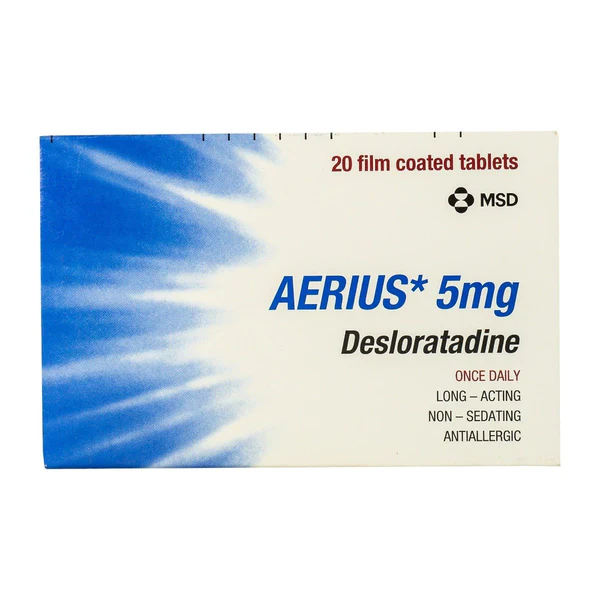 20 film coated tablets
MSD
AERIUS* 5mg
Desloratadine
ONCE DAILY
LONG – ACTING
NON – SEDATING
ANTIALLERGIC